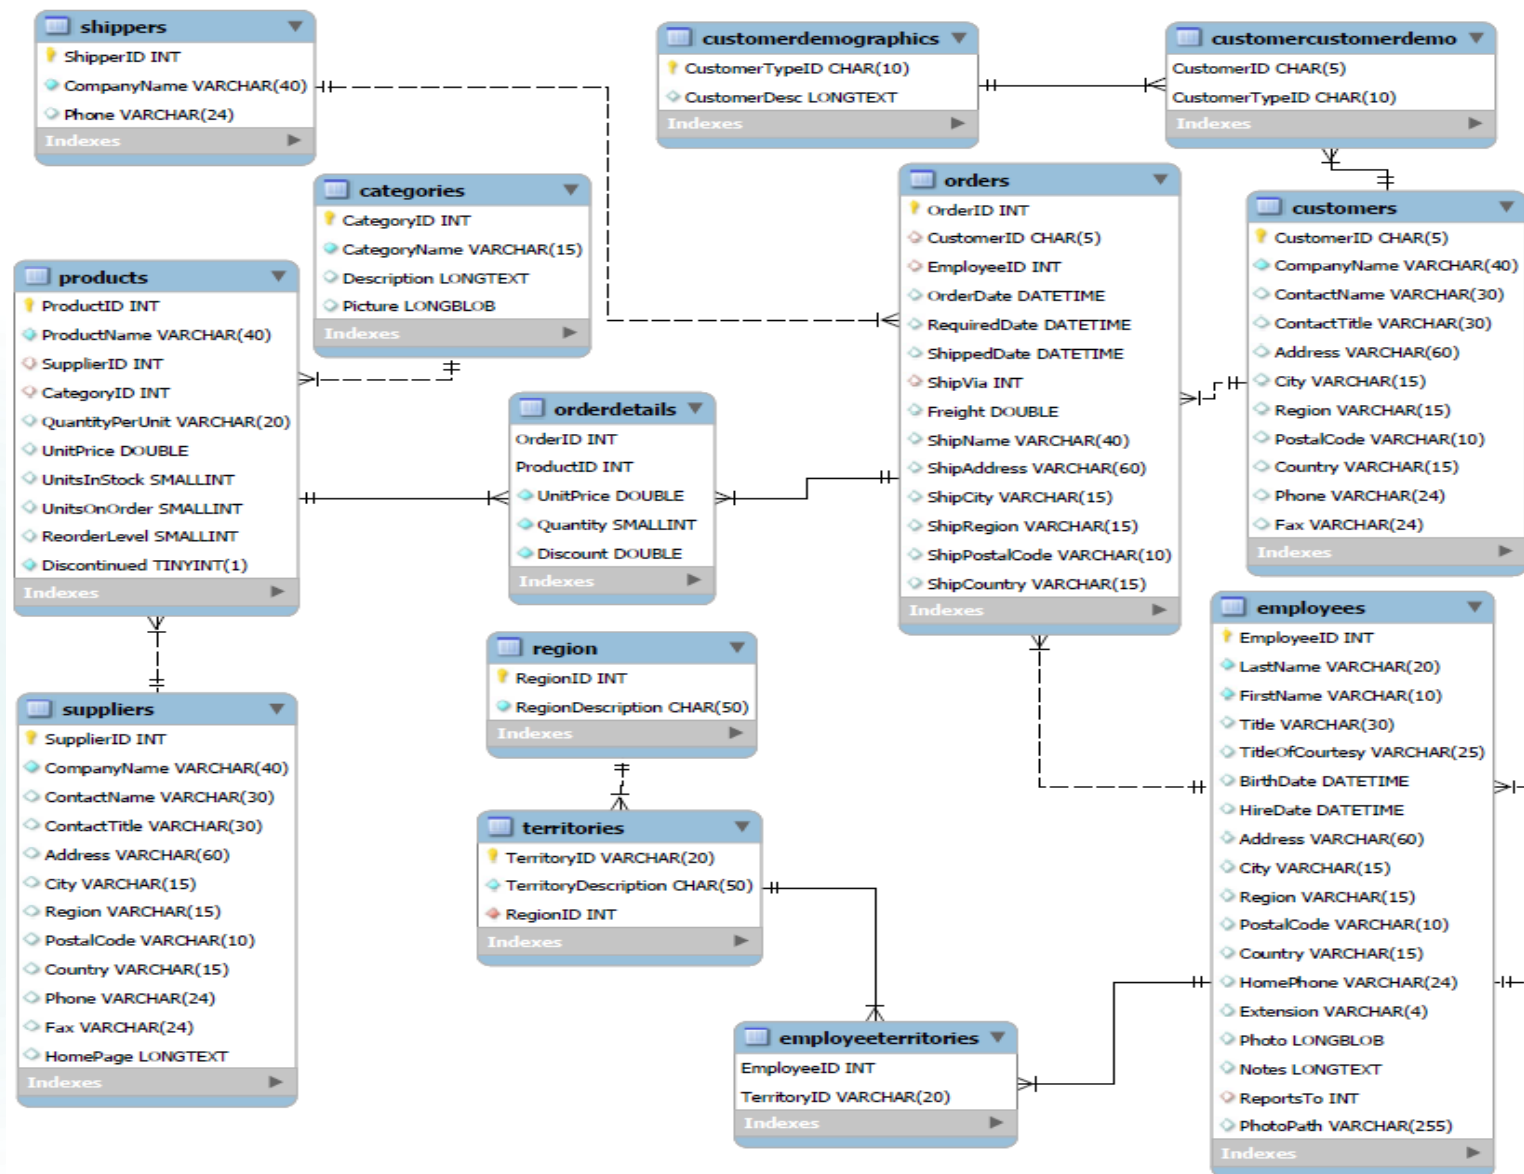 shippers
ShipperID INT
CompanyName VARCHAR(40)
Phone VARCHAR(24)
Indexes
customerdemographics
CustomerTypeID CHAR(10)
CustomerDesc LONGTEXT
Indexes
customercustomerdemo
CustomerID CHAR(5)
CustomerTypeID CHAR(10)
Indexes
categories
CategoryID INT
CategoryName VARCHAR(15)
Description LONGTEXT
Picture LONGBLOB
Indexes
orders
OrderID INT
CustomerID CHAR(5)
EmployeeID INT
OrderDate DATETIME
RequiredDate DATETIME
ShippedDate DATETIME
ShipVia INT
Freight DOUBLE
ShipName VARCHAR(40)
ShipAddress VARCHAR(60)
ShipCity VARCHAR(15)
ShipRegion VARCHAR(15)
ShipPostalCode VARCHAR(10)
ShipCountry VARCHAR(15)
Indexes
customers
CustomerID CHAR(5)
CompanyName VARCHAR(40)
ContactName VARCHAR(30)
ContactTitle VARCHAR(30)
Address VARCHAR(60)
City VARCHAR(15)
Region VARCHAR(15)
PostalCode VARCHAR(10)
Country VARCHAR(15)
Phone VARCHAR(24)
Fax VARCHAR(24)
Indexes
products
ProductID INT
ProductName VARCHAR(40)
SupplierID INT
CategoryID INT
QuantityPerUnit VARCHAR(20)
UnitPrice DOUBLE
UnitsInStock SMALLINT
UnitsOnOrder SMALLINT
ReorderLevel SMALLINT
Discontinued TINYINT(1)
Indexes
orderdetails
OrderID INT
ProductID INT
UnitPrice DOUBLE
Quantity SMALLINT
Discount DOUBLE
Indexes
employees
EmployeeID INT
LastName VARCHAR(20)
FirstName VARCHAR(10)
Title VARCHAR(30)
TitleOfCourtesy VARCHAR(25)
BirthDate DATETIME
HireDate DATETIME
Address VARCHAR(60)
City VARCHAR(15)
Region VARCHAR(15)
PostalCode VARCHAR(10)
Country VARCHAR(15)
HomePhone VARCHAR(24)
Extension VARCHAR(4)
Photo LONGBLOB
Notes LONGTEXT
ReportsTo INT
PhotoPath VARCHAR(255)
Indexes
region
RegionID INT
RegionDescription CHAR(50)
Indexes
suppliers
SupplierID INT
CompanyName VARCHAR(40)
ContactName VARCHAR(30)
ContactTitle VARCHAR(30)
Address VARCHAR(60)
City VARCHAR(15)
Region VARCHAR(15)
PostalCode VARCHAR(10)
Country VARCHAR(15)
Phone VARCHAR(24)
Fax VARCHAR(24)
HomePage LONGTEXT
Indexes
territories
TerritoryID VARCHAR(20)
TerritoryDescription CHAR(50)
RegionID INT
Indexes
employeeterritories
EmployeeID INT
TerritoryID VARCHAR(20)
Indexes